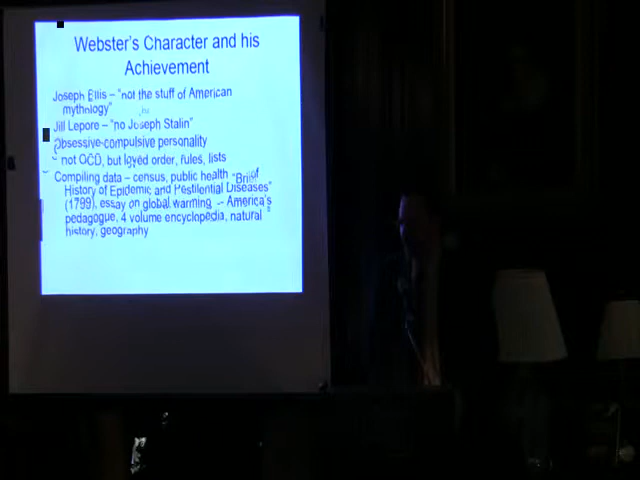 Webster's Character and his
Achievement
Joseph Ellis – "not the stuff of American
mythology"
Jill Lepore – "no Joseph Stalin"
Obsessive-compulsive personality
not OCD, but loved order, rules, lists
Compiling data – census, public health "Brief
History of Epidemic and Pestilential Diseases"
(1799), essay on global warming -- America's
pedagogue, 4 volume encyclopedia, natural
history, geography